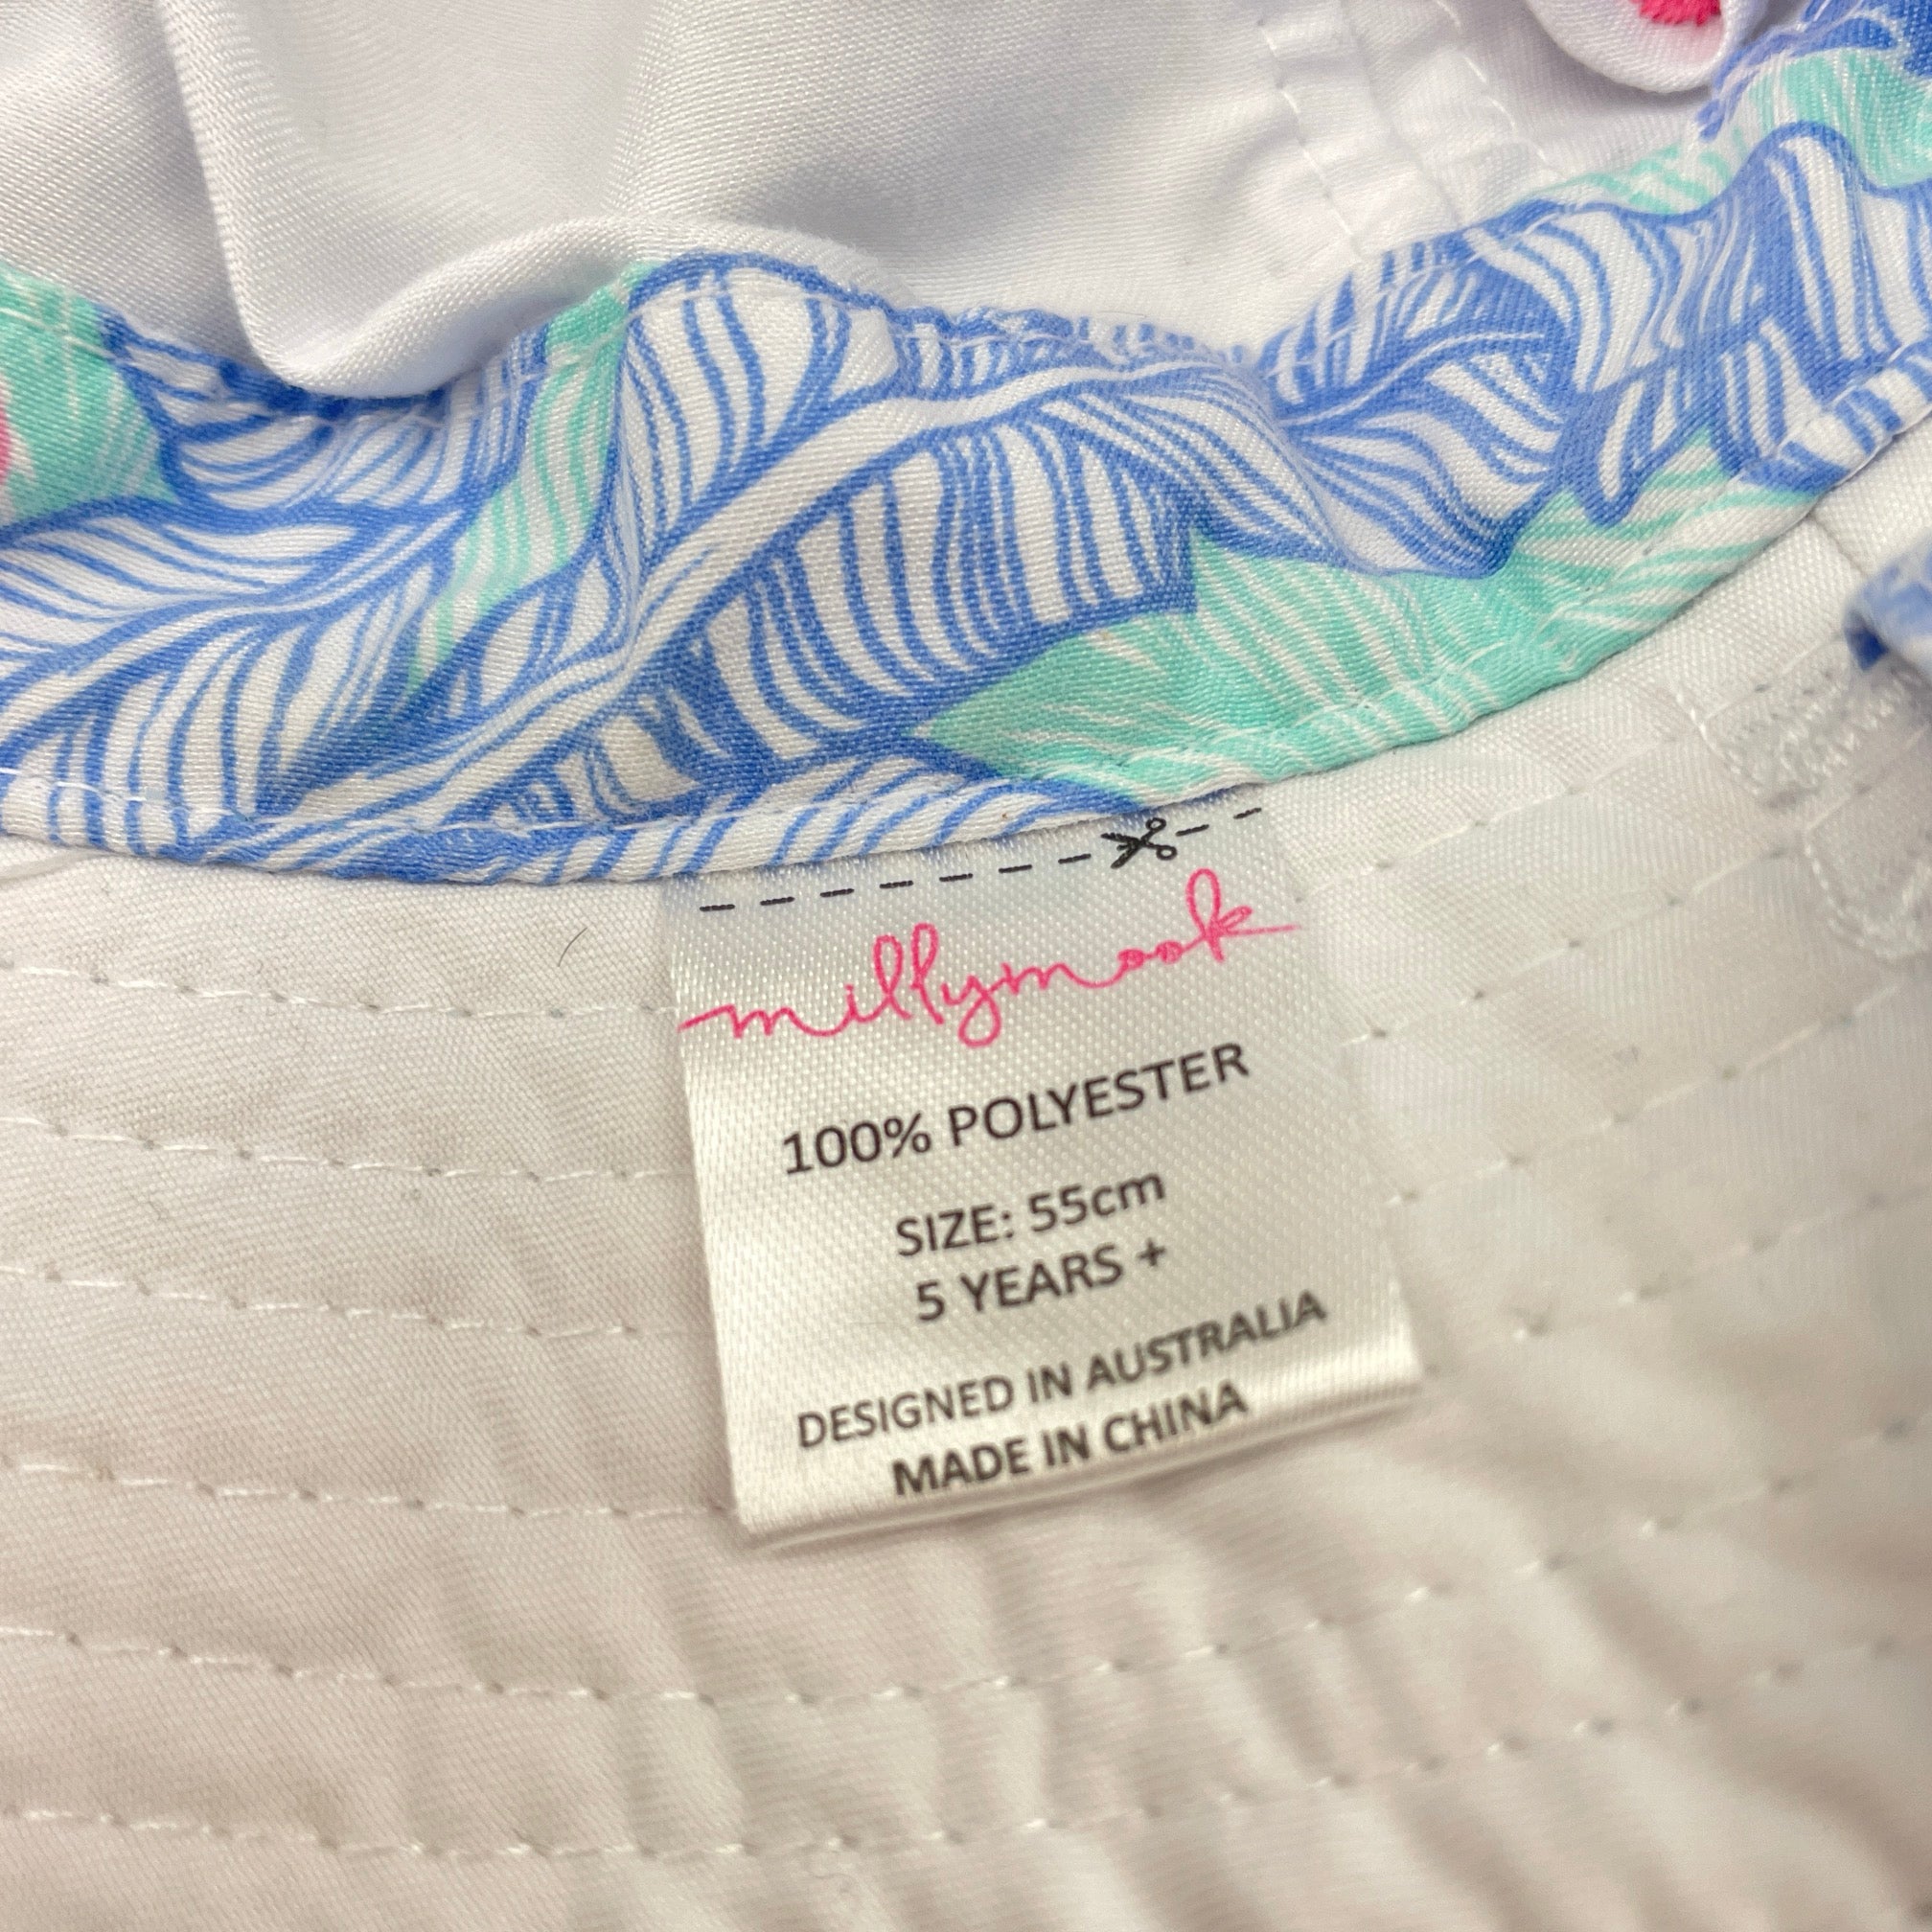 millymook
100% POLYESTER
SIZE: 55cm
5 YEARS +
DESIGNED IN AUSTRALIA
MADE IN CHINA